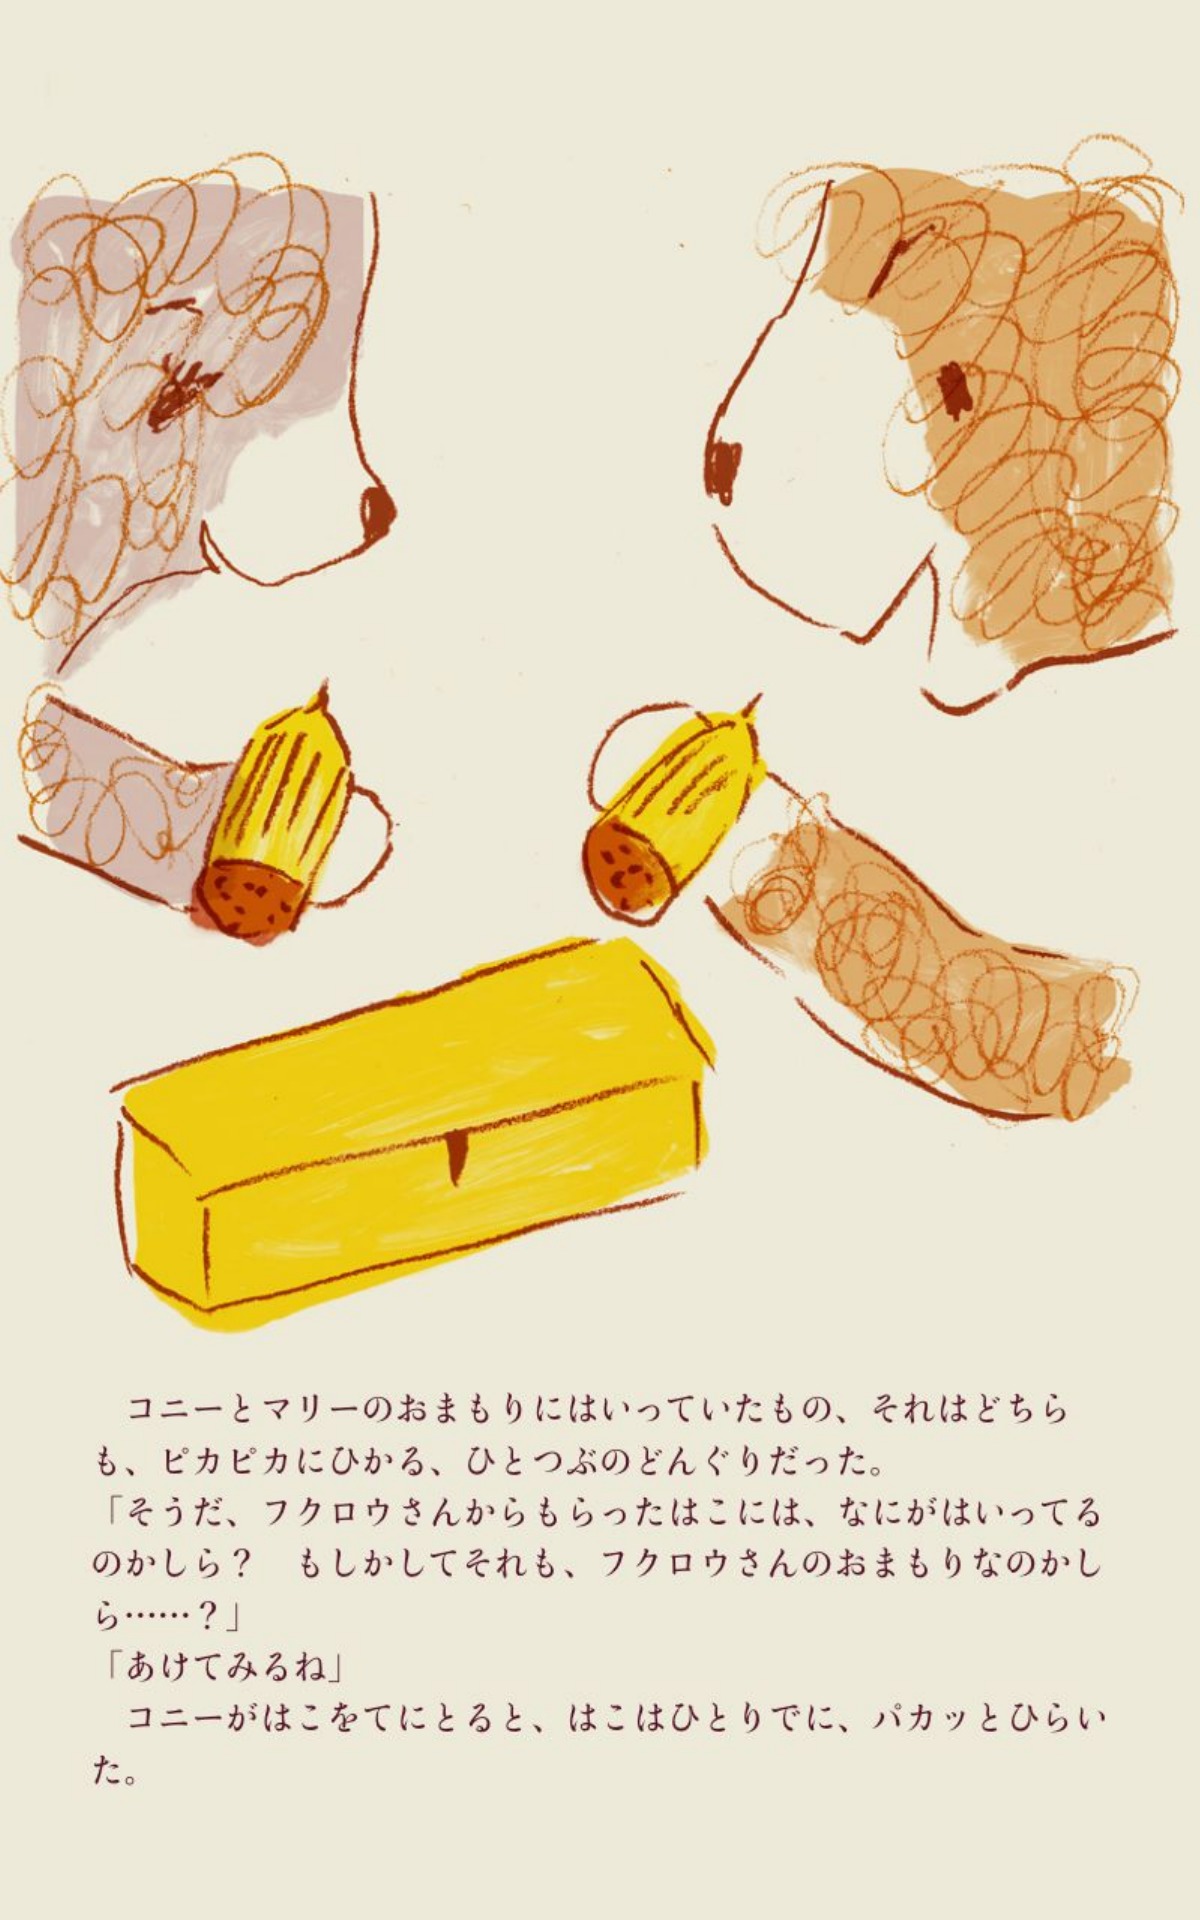 コニーとマリーのおまもりにはいっていたもの、それはどちら
も、ピカピカにひかる、ひとつぶのどんぐりだった。
「そうだ、フクロウさんからもらったはこには、なにがはいってる
のかしら？　もしかしてそれも、フクロウさんのおまもりなのかし
ら……？」
「あけてみるね」
　コニーがはこをてにとると、はこはひとりでに、パカッとひらい
た。